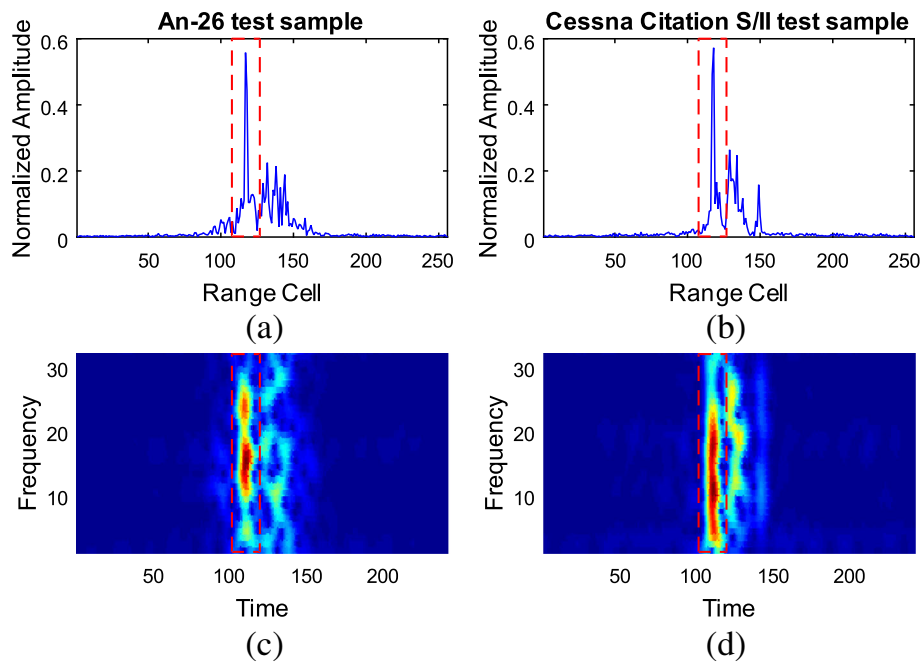 An-26 test sample
Cessna Citation S/II test sample
Normalized Amplitude
0.6
0.4
0.2
0
50 100 150 200 250
Range Cell
(a)
Normalized Amplitude
0.6
0.4
0.2
0
50 100 150 200 250
Range Cell
(b)
Frequency
30
20
10
50 100 150 200
Time
(c)
Frequency
30
20
10
50 100 150 200
Time
(d)